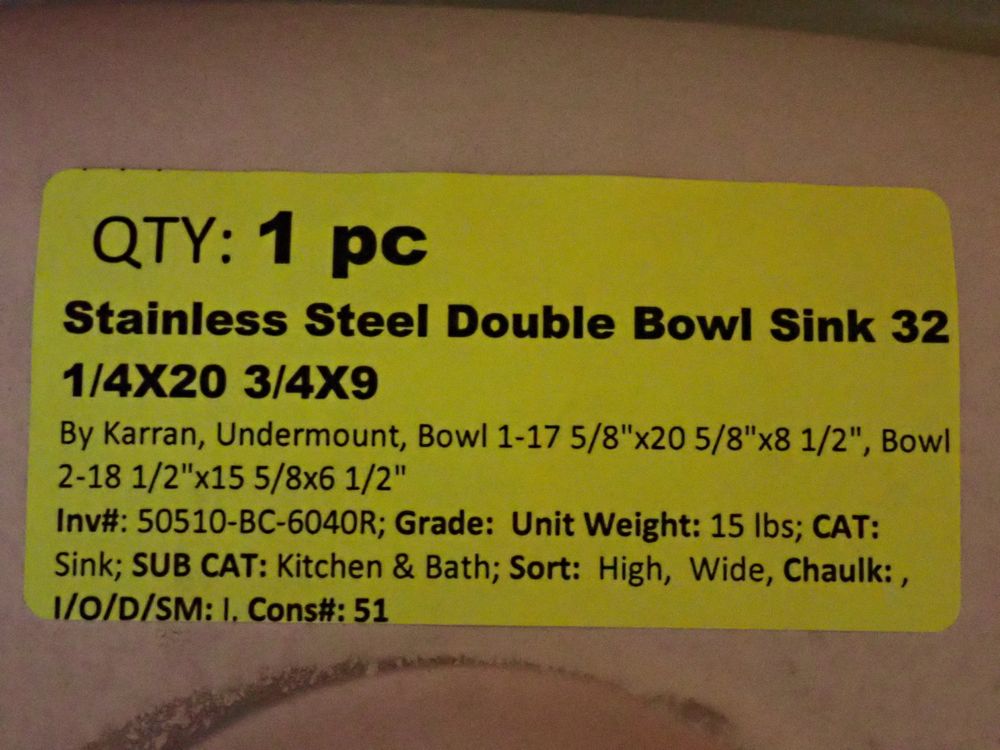 QTY: 1 pc
Stainless Steel Double Bowl Sink 32
1/4X20 3/4X9
By Karran, Undermount, Bowl 1-17 5/8"x20 5/8"x8 1/2", Bowl
2-18 1/2"x15 5/8x6 1/2"
Inv#: 50510-BC-6040R; Grade: Unit Weight: 15 lbs; CAT:
Sink; SUB CAT: Kitchen & Bath; Sort: High, Wide, Chaulk: ,
I/O/D/SM: I, Cons#: 51